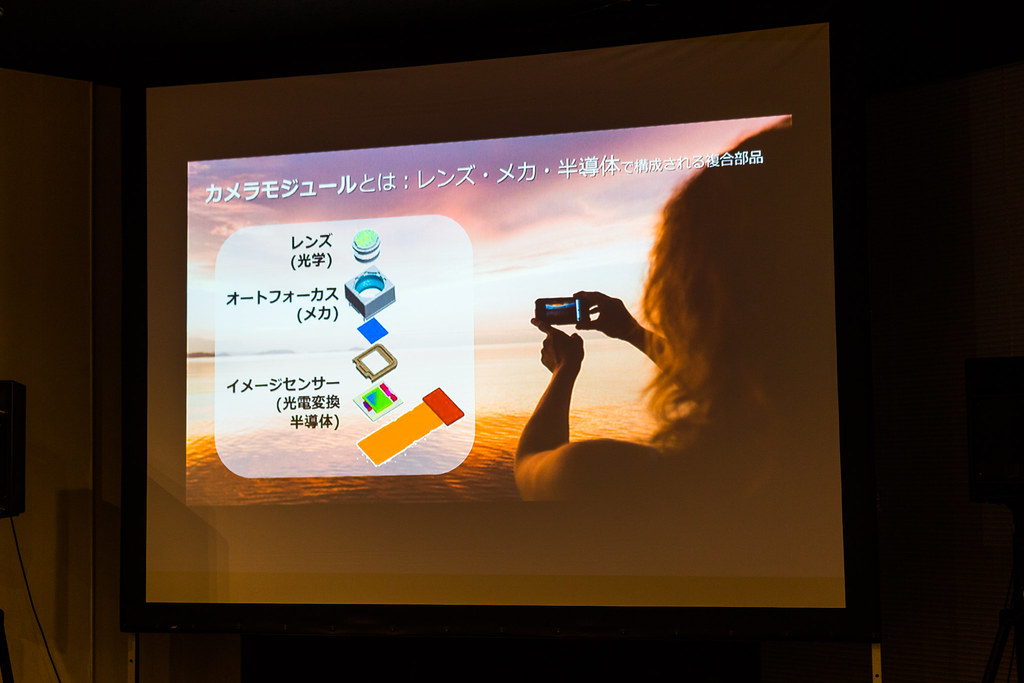 カメラモジュールとは：レンズ・メカ・半導体で構成される複合部品
レンズ
(光学)
オートフォーカス
(メカ)
イメージセンサー
(光電変換
半導体)